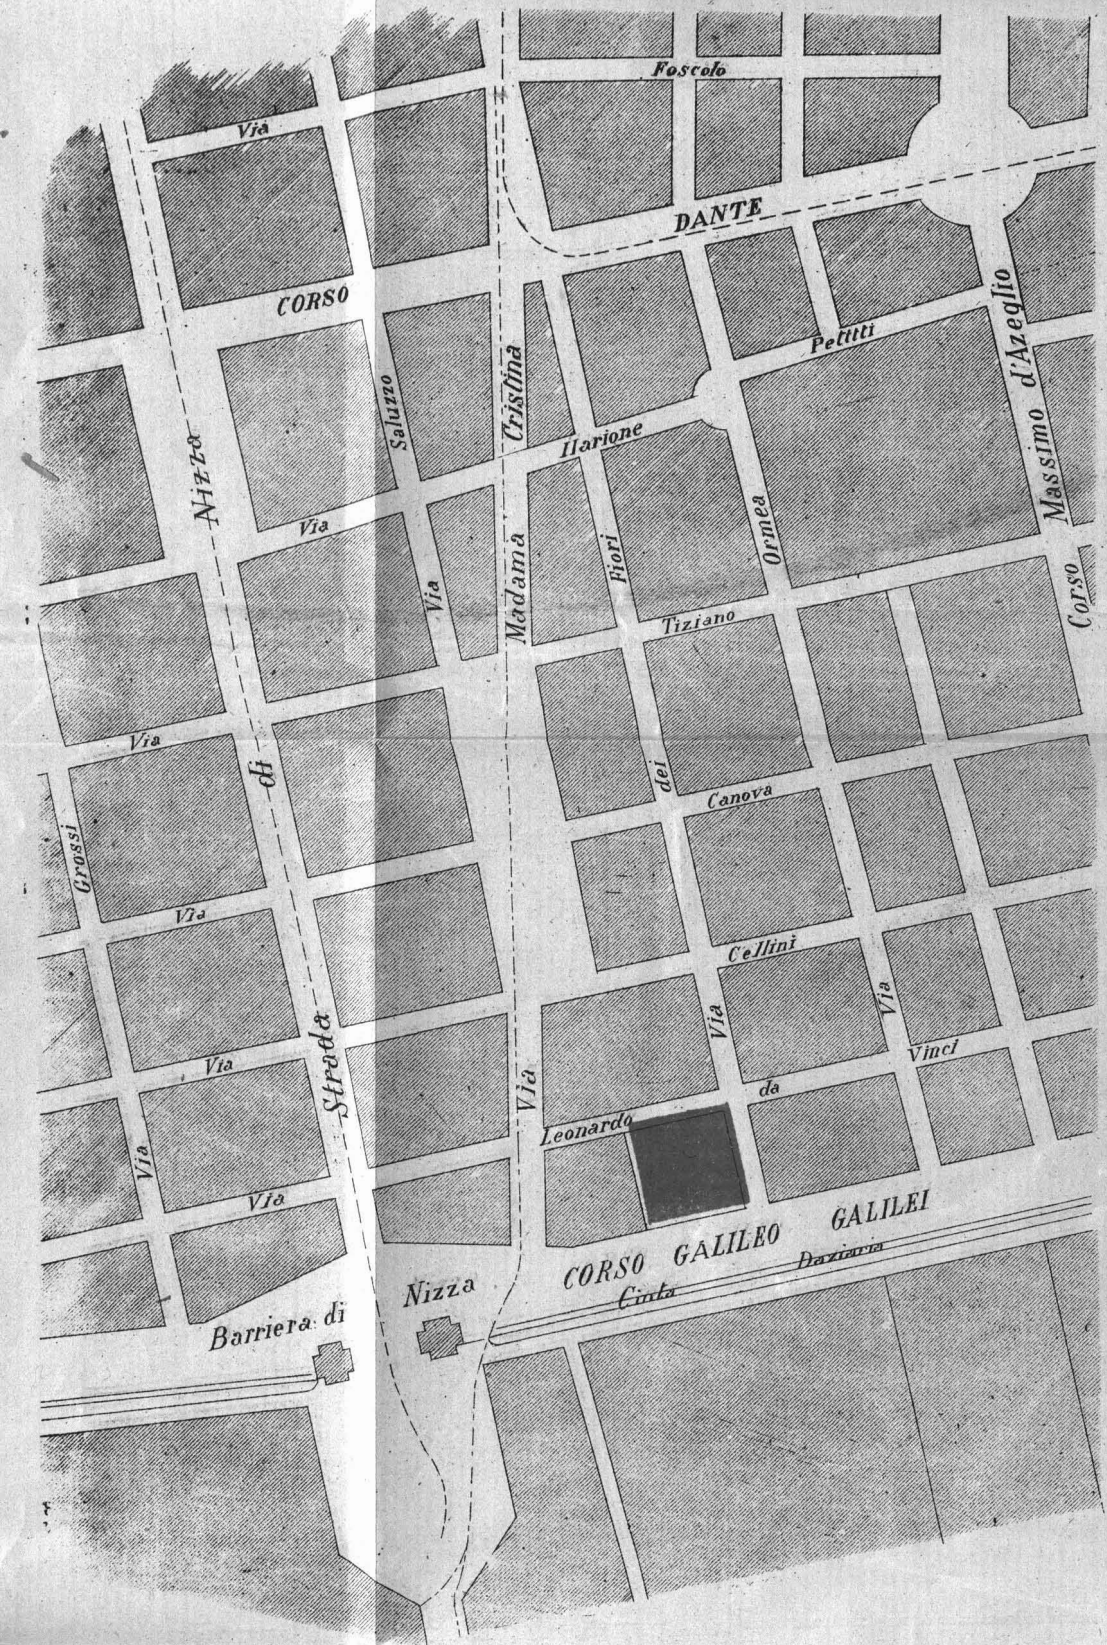 Via Foscolo
CORSO DANTE
Via Saluzzo
Via Madama Cristina
Via Ilarione Petitti
Corso Massimo d'Azeglio
Strada di Nizza
Via Ormea
Via dei Fiori
Via Tiziano
Via Canova
Via Grossi
Via Cellini
Via Leonardo da Vinci
CORSO GALILEO GALILEI
Cinta Daziaria
Barriera di Nizza